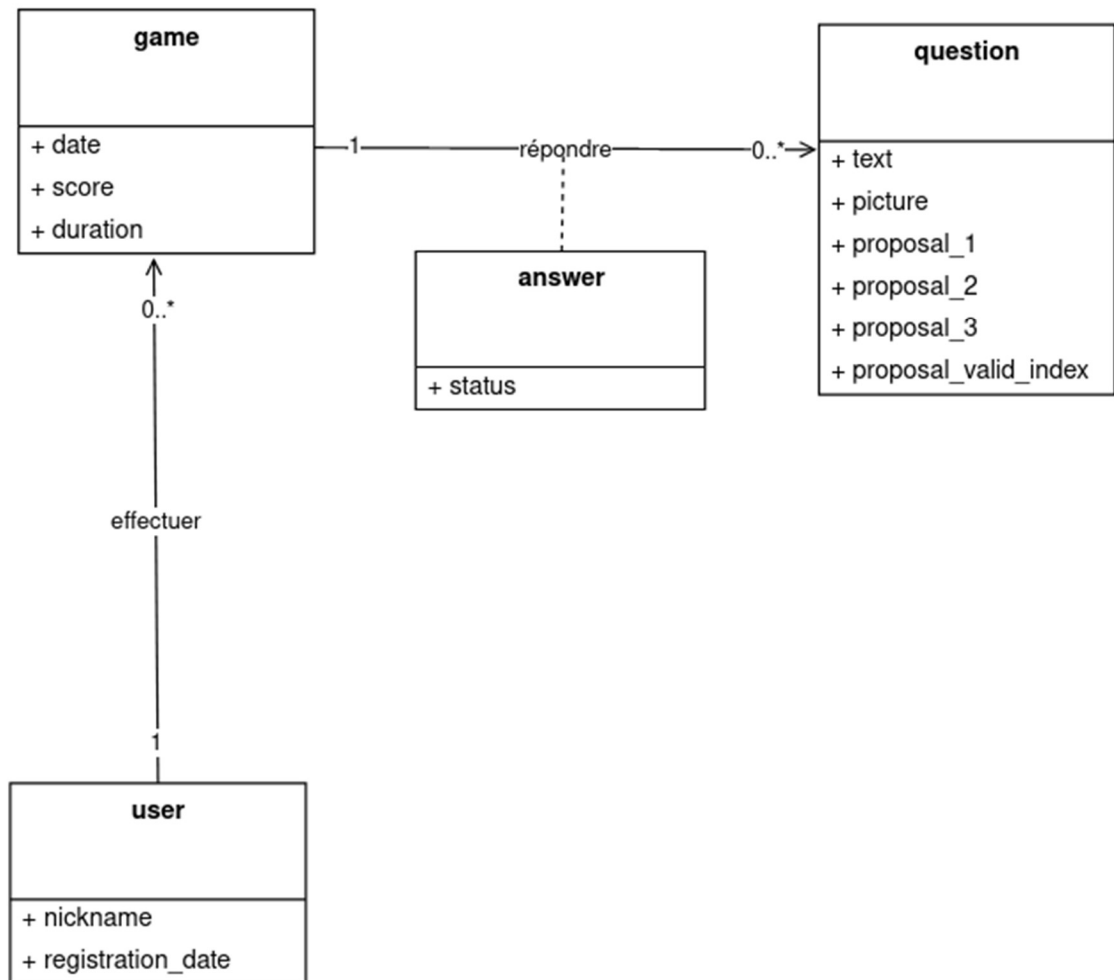 game
+ date
+ score
+ duration
question
+ text
+ picture
+ proposal_1
+ proposal_2
+ proposal_3
+ proposal_valid_index
1
répondre
0..*
answer
+ status
0..*
effectuer
1
user
+ nickname
+ registration_date